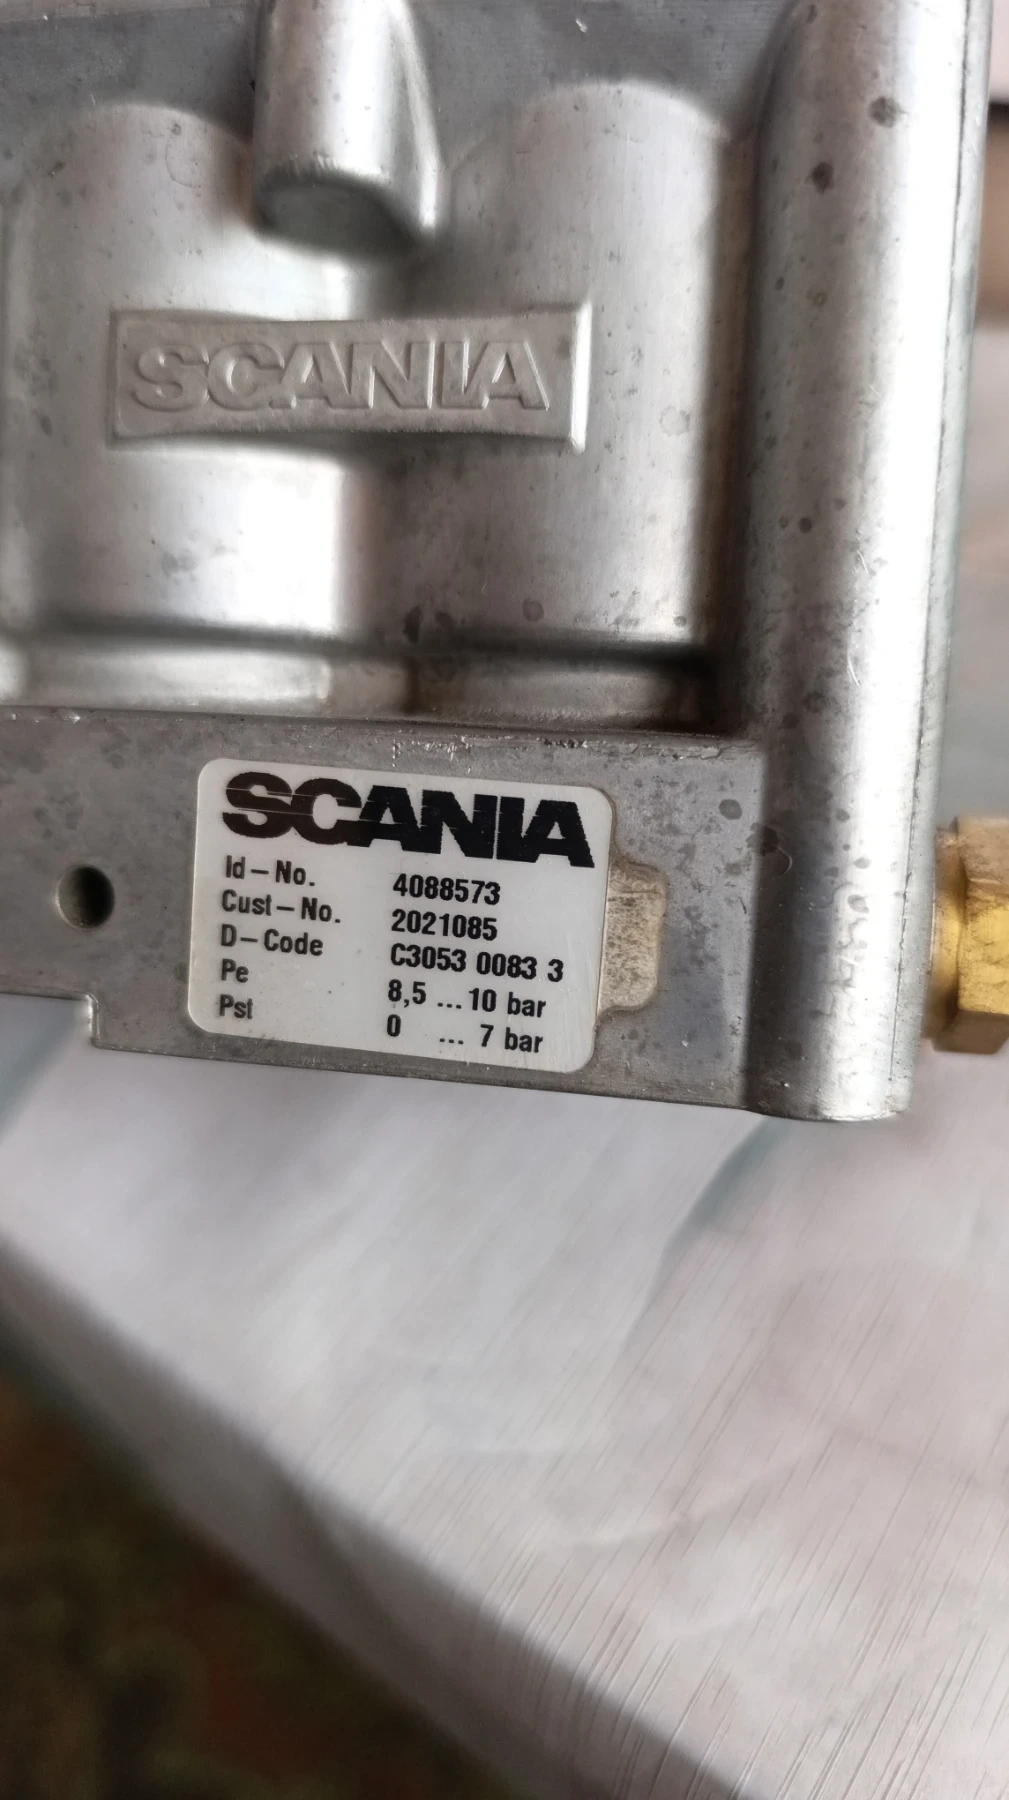 SCANIA
SCANIA
Id-No. 4088573
Cust-No. 2021085
D-Code C3053 0083 3
Pe 8,5 ... 10 bar
Pst 0 ... 7 bar